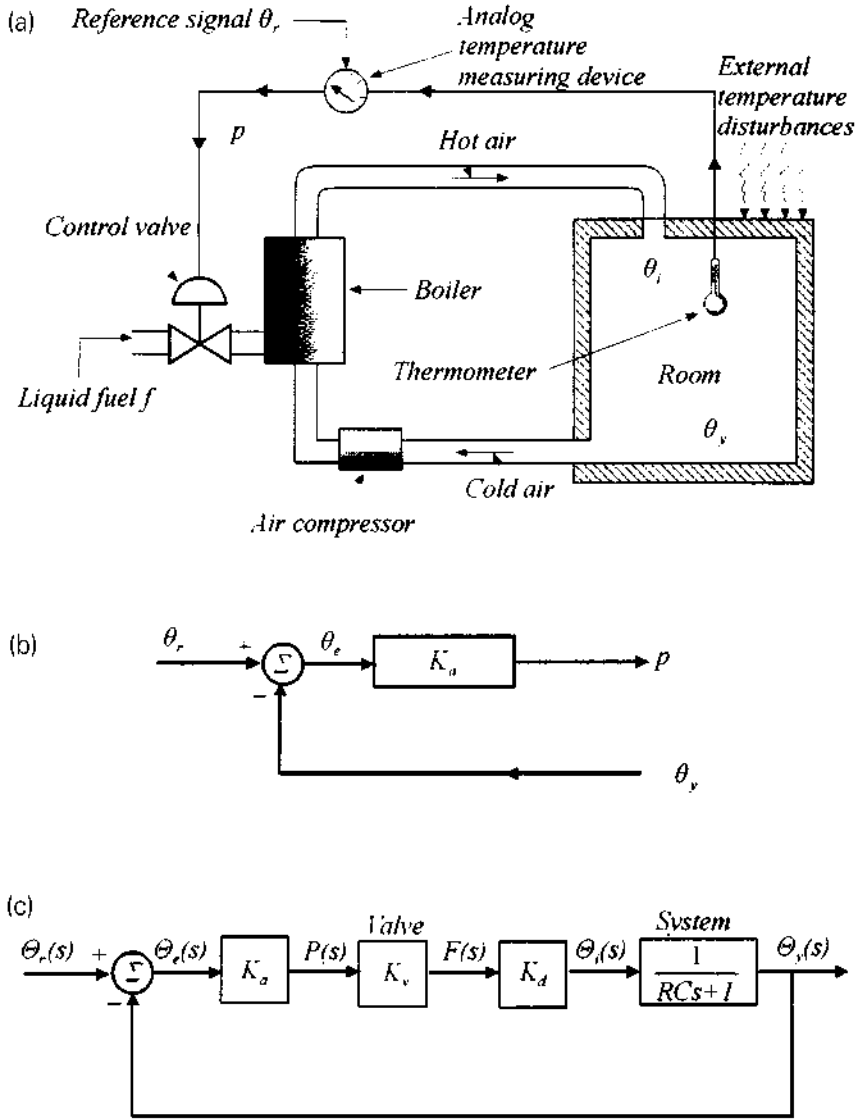 (a)
Reference signal θr
Analog
temperature
measuring device
External
temperature
disturbances
p
Hot air
Control valve
θi
Boiler
Thermometer
Room
Liquid fuel f
θy
Cold air
Air compressor
(b)
θr
+
Σ
θe
Ka
p
−
θy
(c)
Valve
System
Θr(s)
+
Σ
Θe(s)
Ka
P(s)
Kv
F(s)
Kd
Θi(s)
1
RCs+1
Θy(s)
−